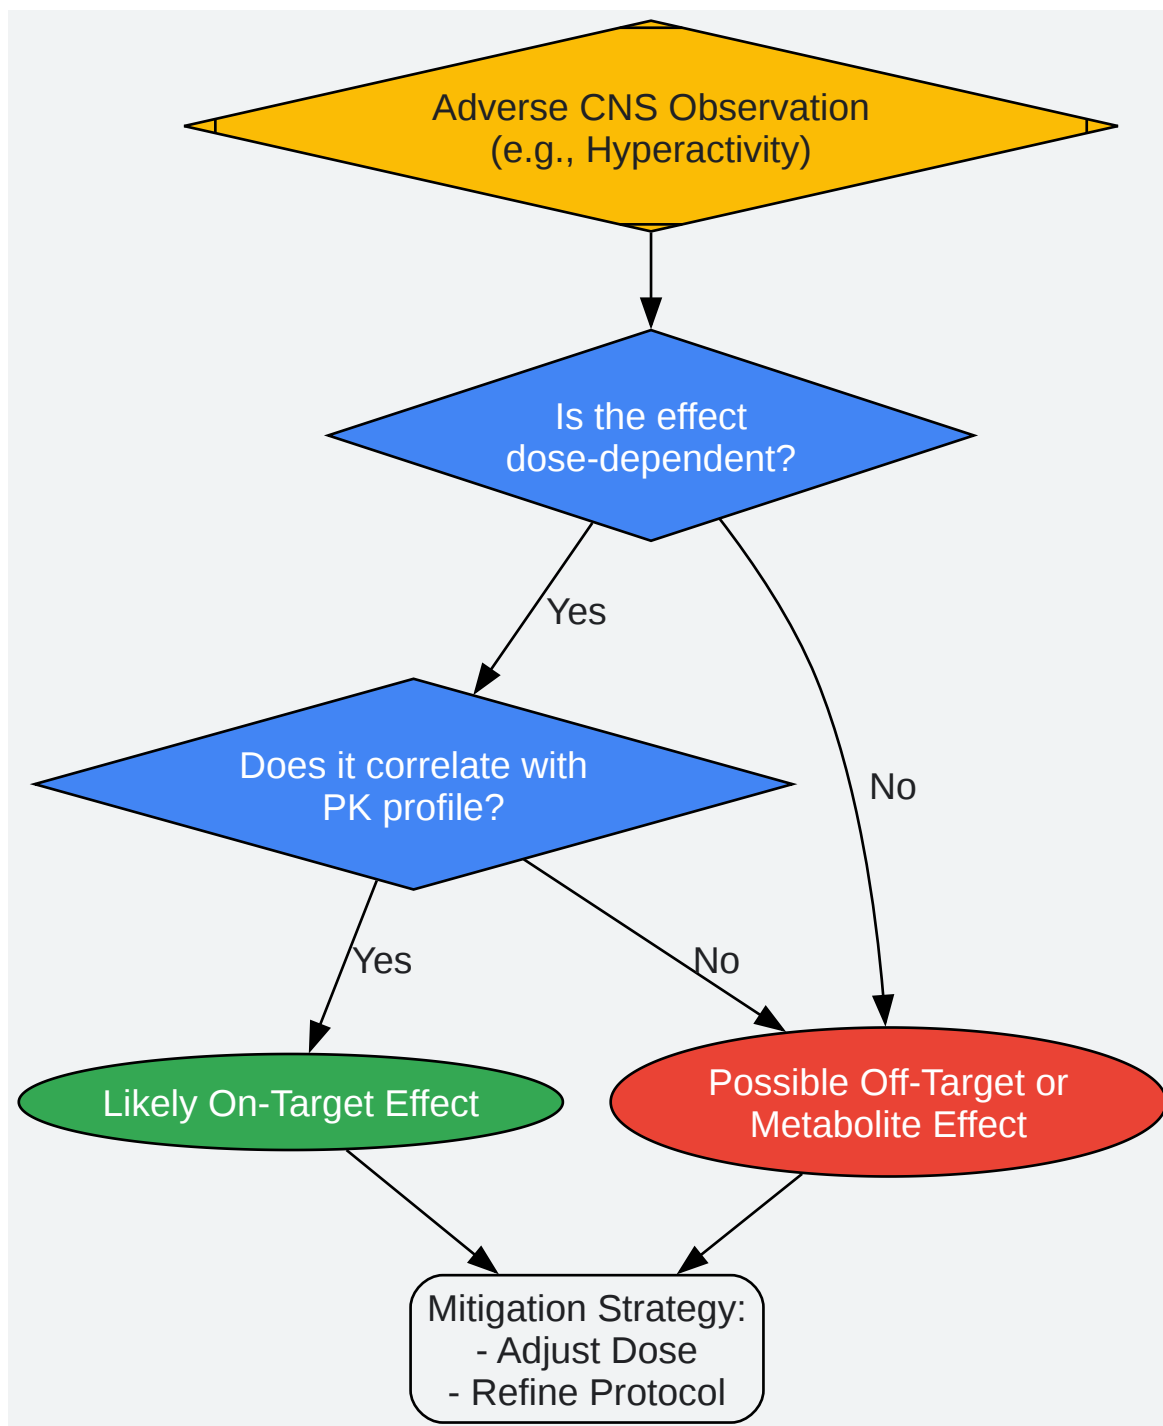 Adverse CNS Observation
(e.g., Hyperactivity)
Is the effect
dose-dependent?
Yes
Does it correlate with
PK profile?
No
Yes
No
Likely On-Target Effect
Possible Off-Target or
Metabolite Effect
Mitigation Strategy:
- Adjust Dose
- Refine Protocol